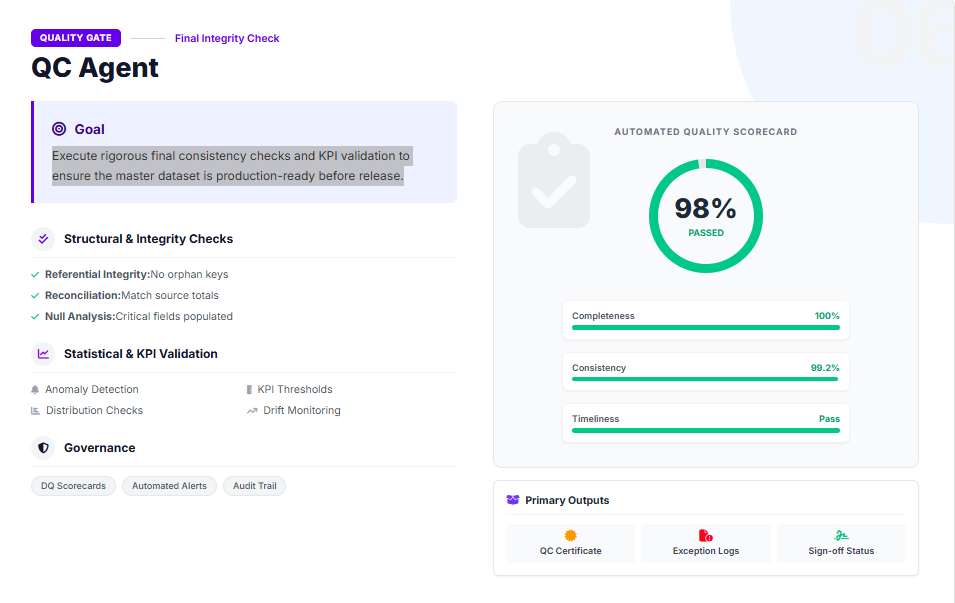 06
QUALITY GATE
Final Integrity Check
QC Agent
Goal
Execute rigorous final consistency checks and KPI validation to
ensure the master dataset is production-ready before release.
Structural & Integrity Checks
Referential Integrity:No orphan keys
Reconciliation:Match source totals
Null Analysis:Critical fields populated
Statistical & KPI Validation
Anomaly Detection
KPI Thresholds
Distribution Checks
Drift Monitoring
Governance
DQ Scorecards
Automated Alerts
Audit Trail
AUTOMATED QUALITY SCORECARD
98%
PASSED
Completeness 100%
Consistency 99.2%
Timeliness Pass
Primary Outputs
QC Certificate
Exception Logs
Sign-off Status